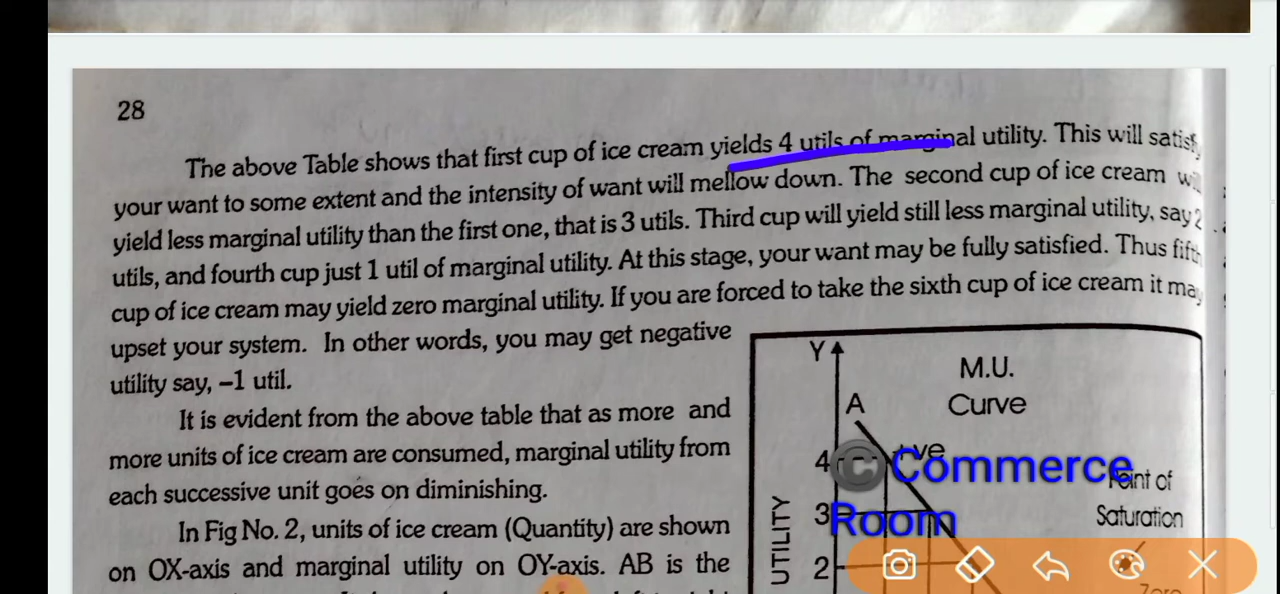 28
The above Table shows that first cup of ice cream yields 4 utils of marginal utility. This will satisfy
your want to some extent and the intensity of want will mellow down. The second cup of ice cream
yield less marginal utility than the first one, that is 3 utils. Third cup will yield still less marginal utility, say 2
utils, and fourth cup just 1 util of marginal utility. At this stage, your want may be fully satisfied. Thus fifth
cup of ice cream may yield zero marginal utility. If you are forced to take the sixth cup of ice cream it may
upset your system. In other words, you may get negative
utility say, –1 util.
It is evident from the above table that as more and
more units of ice cream are consumed, marginal utility from
each successive unit goes on diminishing.
In Fig No. 2, units of ice cream (Quantity) are shown
on OX-axis and marginal utility on OY-axis. AB is the
Y
M.U.
Curve
A
+ve
4
© Commerce
Room
Point of
Saturation
3
UTILITY
2
Zero